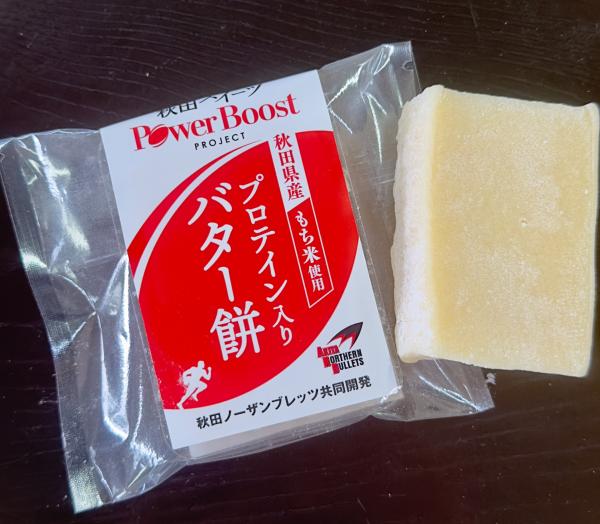 秋田スイーツ
Power Boost
PROJECT
秋田県産
もち米使用
プロテイン入り
バター餅
AKITA
NORTHERN
BULLETS
秋田ノーザンブレッツ共同開発